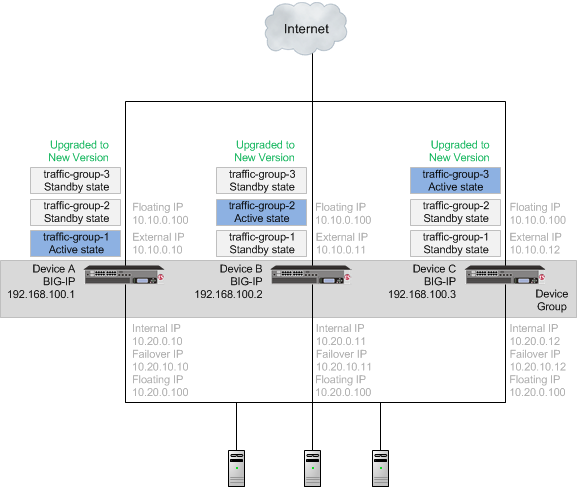 Internet
Upgraded to
New Version
traffic-group-3
Standby state
traffic-group-2
Standby state
traffic-group-1
Active state
Floating IP
10.10.0.100
External IP
10.10.0.10
Upgraded to
New Version
traffic-group-3
Standby state
traffic-group-2
Active state
traffic-group-1
Standby state
Floating IP
10.10.0.100
External IP
10.10.0.11
Upgraded to
New Version
traffic-group-3
Active state
traffic-group-2
Standby state
traffic-group-1
Standby state
Floating IP
10.10.0.100
External IP
10.10.0.12
Device A
BIG-IP
192.168.100.1
Device B
BIG-IP
192.168.100.2
Device C
BIG-IP
192.168.100.3
Device
Group
Internal IP
10.20.0.10
Failover IP
10.20.10.10
Floating IP
10.20.0.100
Internal IP
10.20.0.11
Failover IP
10.20.10.11
Floating IP
10.20.0.100
Internal IP
10.20.0.12
Failover IP
10.20.10.12
Floating IP
10.20.0.100